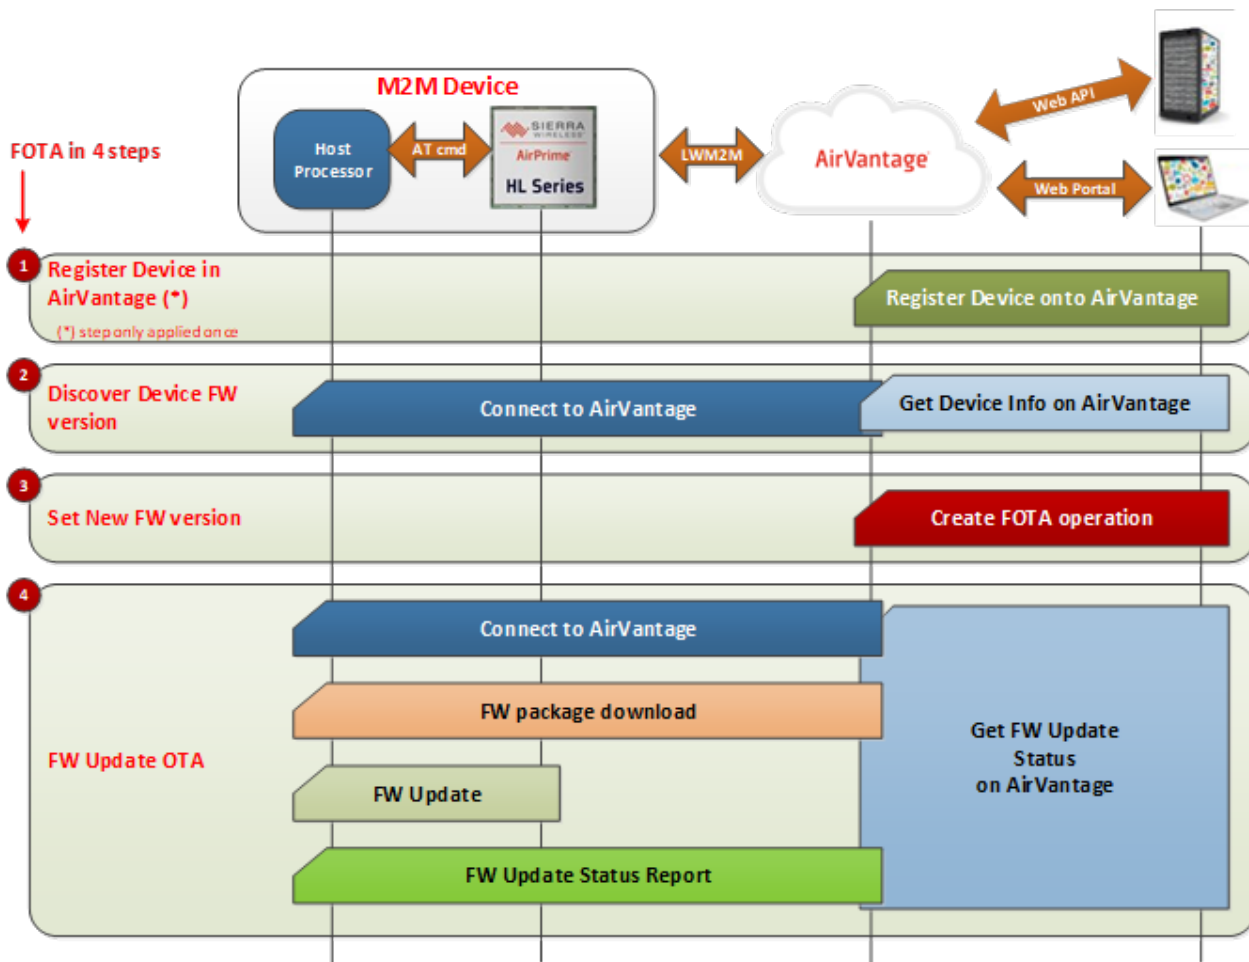 M2M Device
Host
Processor
AT cmd
SIERRA
WIRELESS
AirPrime
HL Series
LWM2M
AirVantage
Web API
Web Portal
FOTA in 4 steps
1
Register Device in
AirVantage (*)
(*) step only applied once
Register Device onto AirVantage
2
Discover Device FW
version
Connect to AirVantage
Get Device Info on AirVantage
3
Set New FW version
Create FOTA operation
4
FW Update OTA
Connect to AirVantage
FW package download
FW Update
FW Update Status Report
Get FW Update
Status
on AirVantage